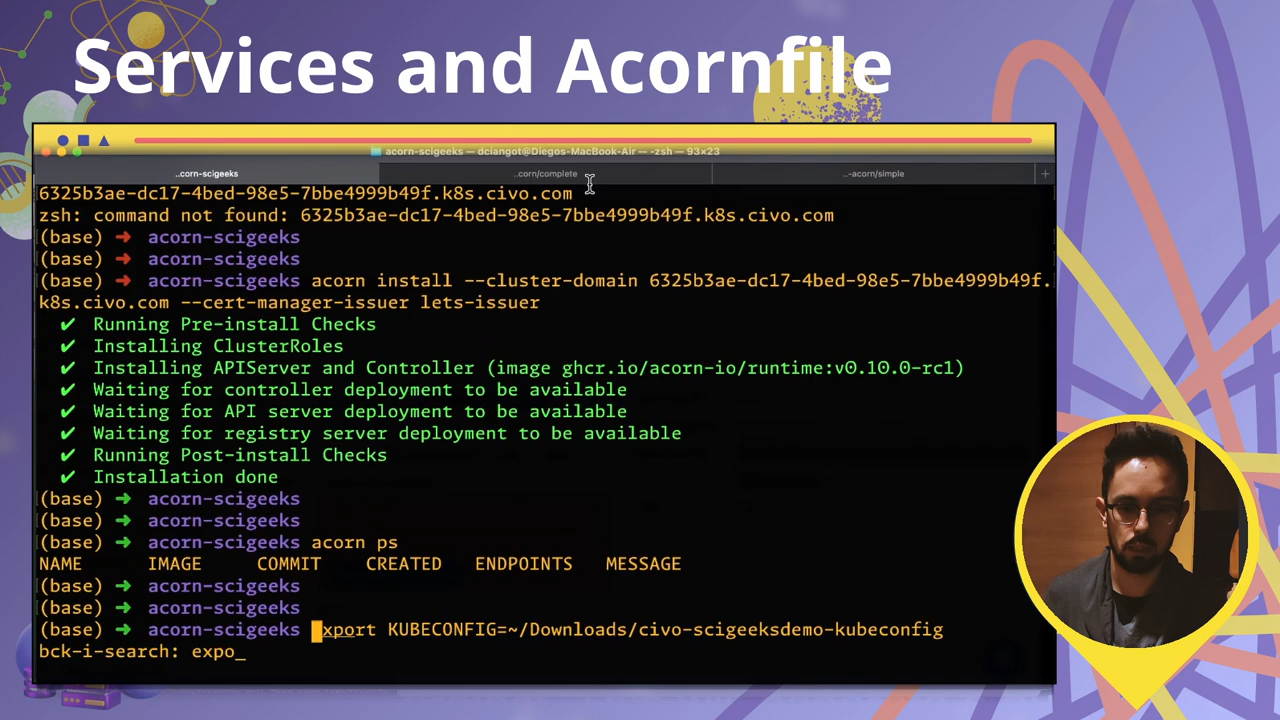 Services and Acornfile
acorn-scigeeks — dciangot@Diegos-MacBook-Air — -zsh — 93×23
..corn-scigeeks
..corn/complete
..-acorn/simple
+
6325b3ae-dc17-4bed-98e5-7bbe4999b49f.k8s.civo.com
zsh: command not found: 6325b3ae-dc17-4bed-98e5-7bbe4999b49f.k8s.civo.com
(base) ➜ acorn-scigeeks
(base) ➜ acorn-scigeeks
(base) ➜ acorn-scigeeks acorn install --cluster-domain 6325b3ae-dc17-4bed-98e5-7bbe4999b49f.
k8s.civo.com --cert-manager-issuer lets-issuer
✔ Running Pre-install Checks
✔ Installing ClusterRoles
✔ Installing APIServer and Controller (image ghcr.io/acorn-io/runtime:v0.10.0-rc1)
✔ Waiting for controller deployment to be available
✔ Waiting for API server deployment to be available
✔ Waiting for registry server deployment to be available
✔ Running Post-install Checks
✔ Installation done
(base) ➜ acorn-scigeeks
(base) ➜ acorn-scigeeks
(base) ➜ acorn-scigeeks acorn ps
NAME IMAGE COMMIT CREATED ENDPOINTS MESSAGE
(base) ➜ acorn-scigeeks
(base) ➜ acorn-scigeeks
(base) ➜ acorn-scigeeks export KUBECONFIG=~/Downloads/civo-scigeeksdemo-kubeconfig
bck-i-search: expo_